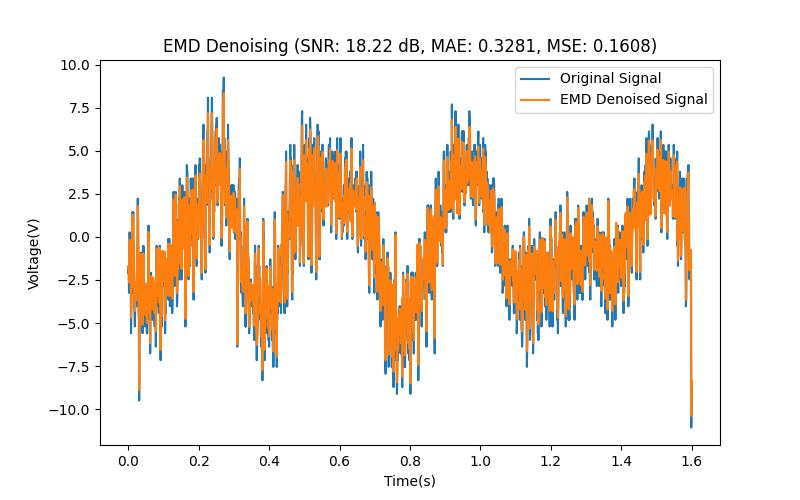 EMD Denoising (SNR: 18.22 dB, MAE: 0.3281, MSE: 0.1608)
Original Signal
EMD Denoised Signal
10.0
7.5
5.0
2.5
0.0
−2.5
−5.0
−7.5
−10.0
Voltage(V)
0.0 0.2 0.4 0.6 0.8 1.0 1.2 1.4 1.6
Time(s)